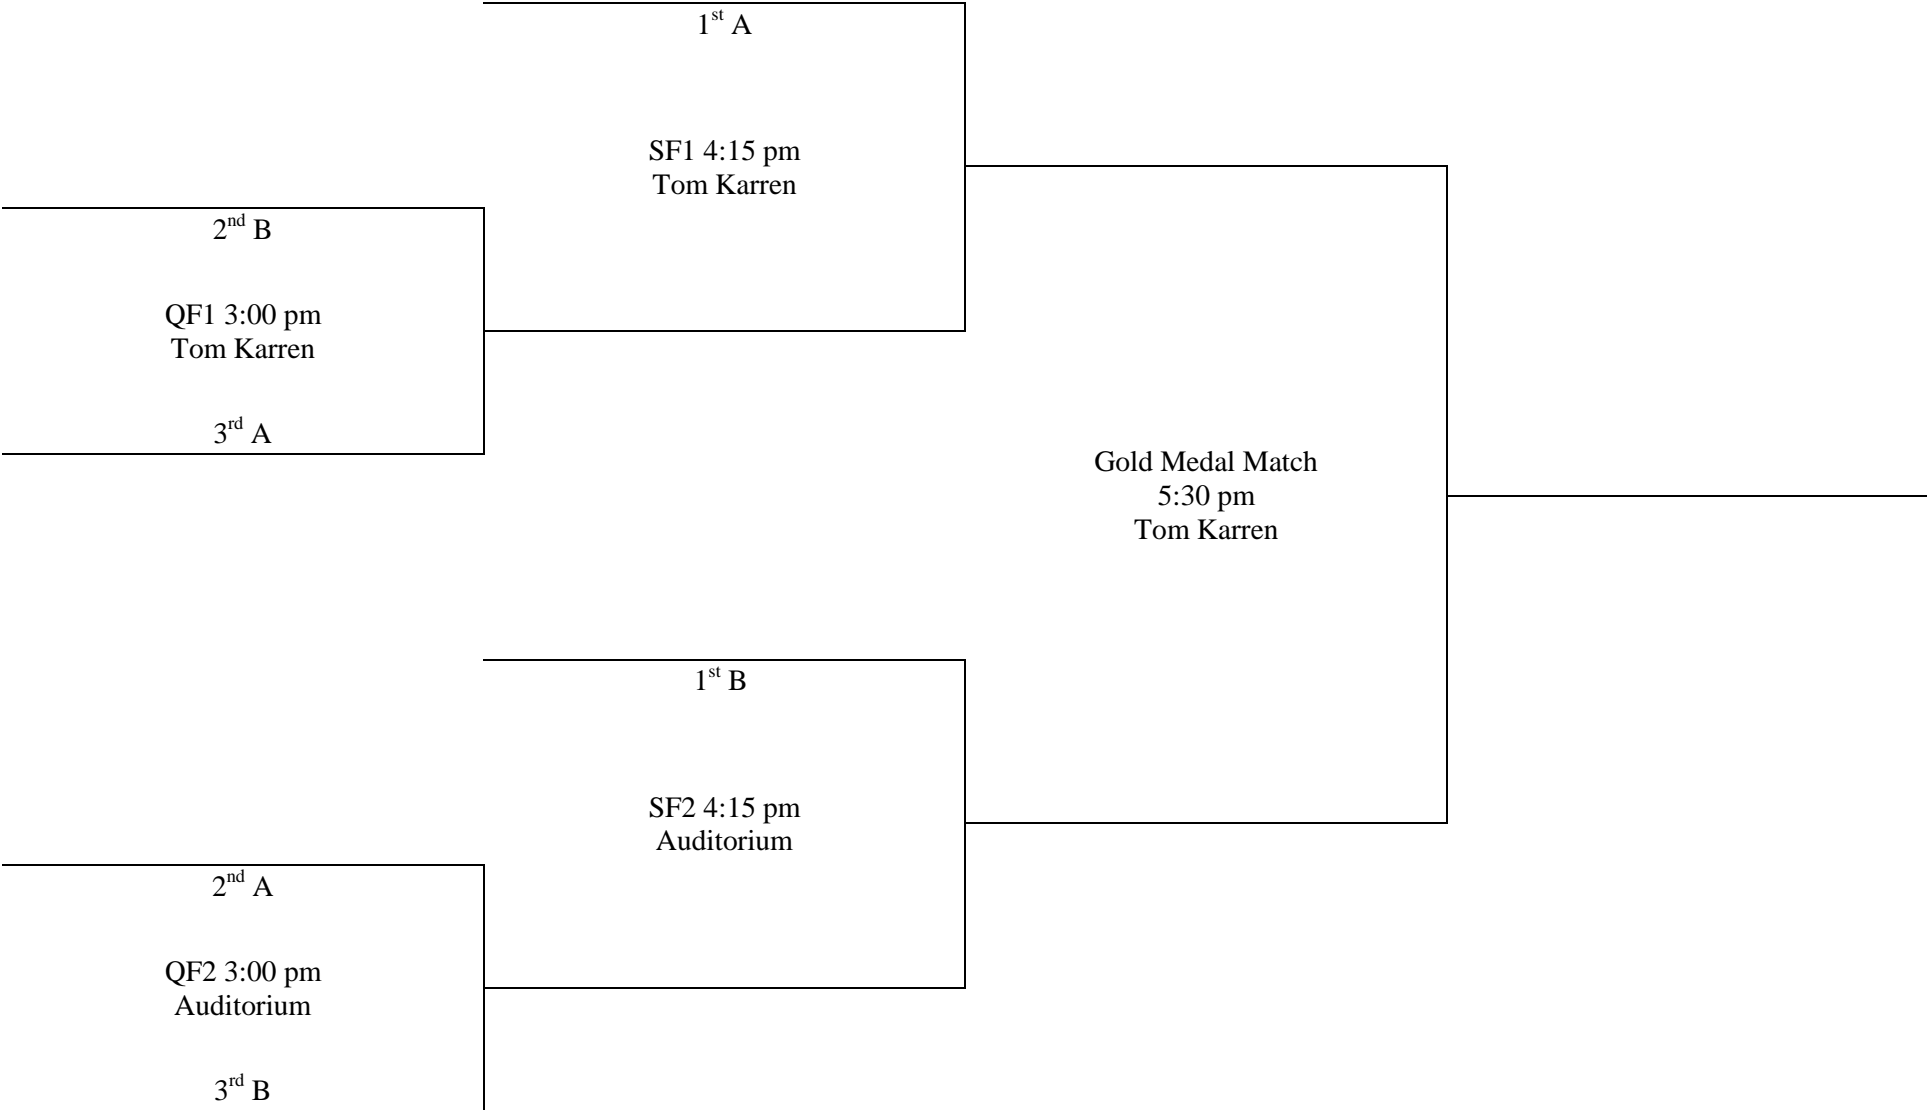 1st A
SF1 4:15 pm
Tom Karren
2nd B
QF1 3:00 pm
Tom Karren
3rd A
Gold Medal Match
5:30 pm
Tom Karren
1st B
SF2 4:15 pm
Auditorium
2nd A
QF2 3:00 pm
Auditorium
3rd B